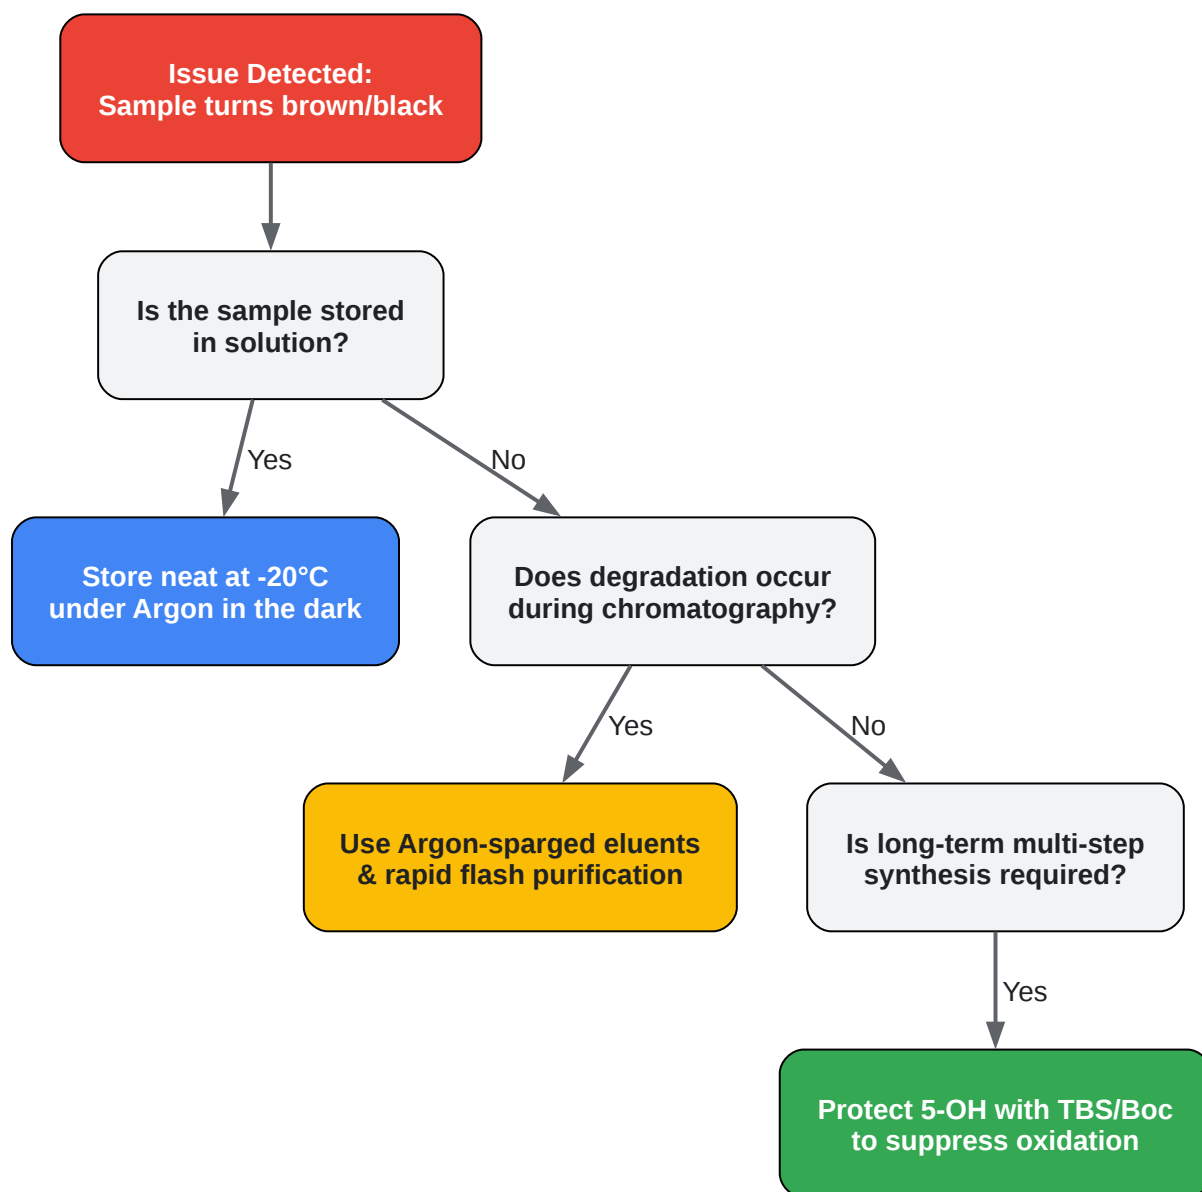 Issue Detected:
Sample turns brown/black
Is the sample stored
in solution?
Yes
No
Store neat at -20°C
under Argon in the dark
Does degradation occur
during chromatography?
Yes
No
Use Argon-sparged eluents
& rapid flash purification
Is long-term multi-step
synthesis required?
Yes
Protect 5-OH with TBS/Boc
to suppress oxidation